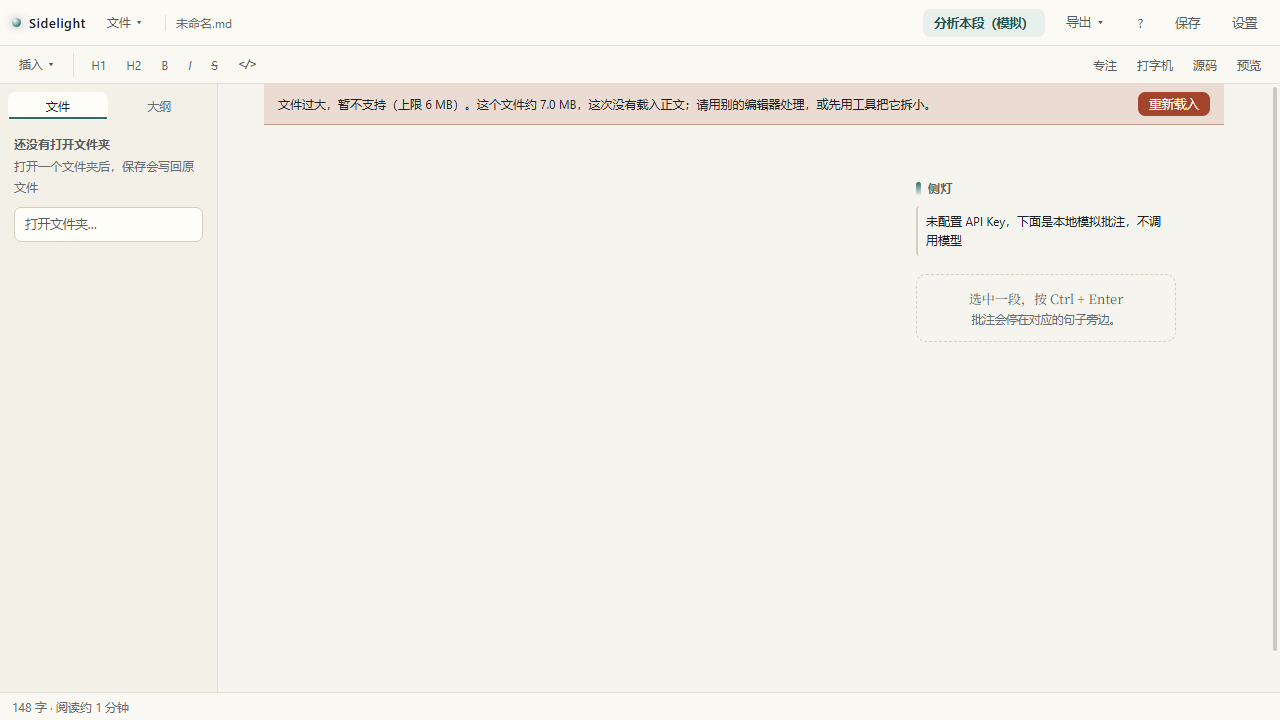 Sidelight 文件 ▾ 未命名.md 分析本段（模拟） 导出 ▾ ? 保存 设置
插入 ▾ H1 H2 B I S </> 专注 打字机 源码 预览
文件 大纲
文件过大，暂不支持（上限 6 MB）。这个文件约 7.0 MB，这次没有载入正文；请用别的编辑器处理，或先用工具把它拆小。 重新载入
还没有打开文件夹
打开一个文件夹后，保存会写回原
文件
打开文件夹...
侧灯
未配置 API Key，下面是本地模拟批注，不调
用模型
选中一段，按 Ctrl + Enter
批注会停在对应的句子旁边。
148 字 · 阅读约 1 分钟